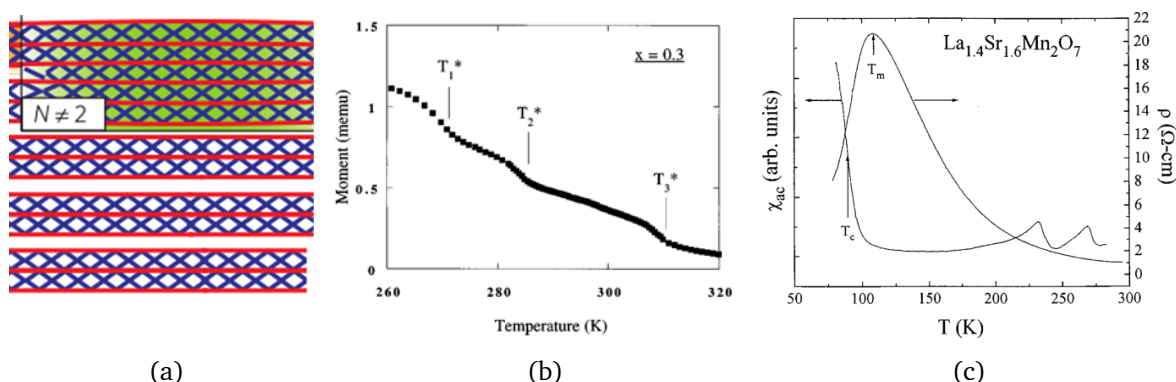 N ≠ 2
(a)
(b)
x = 0.3
T1*
T2*
T3*
Moment (memu)
1.5
1
0.5
0
260
280
300
320
Temperature (K)
(c)
La1.4Sr1.6Mn2O7
Tm
Tc
χac (arb. units)
ρ (Ω-cm)
22
20
18
16
14
12
10
8
6
4
2
0
50
100
150
200
250
300
T (K)